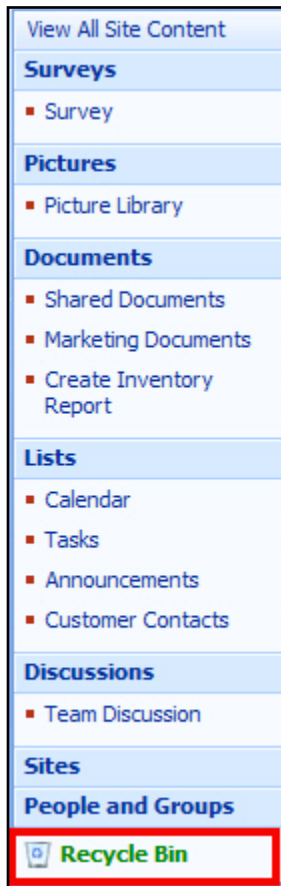 View All Site Content
Surveys
Survey
Pictures
Picture Library
Documents
Shared Documents
Marketing Documents
Create Inventory
Report
Lists
Calendar
Tasks
Announcements
Customer Contacts
Discussions
Team Discussion
Sites
People and Groups
Recycle Bin